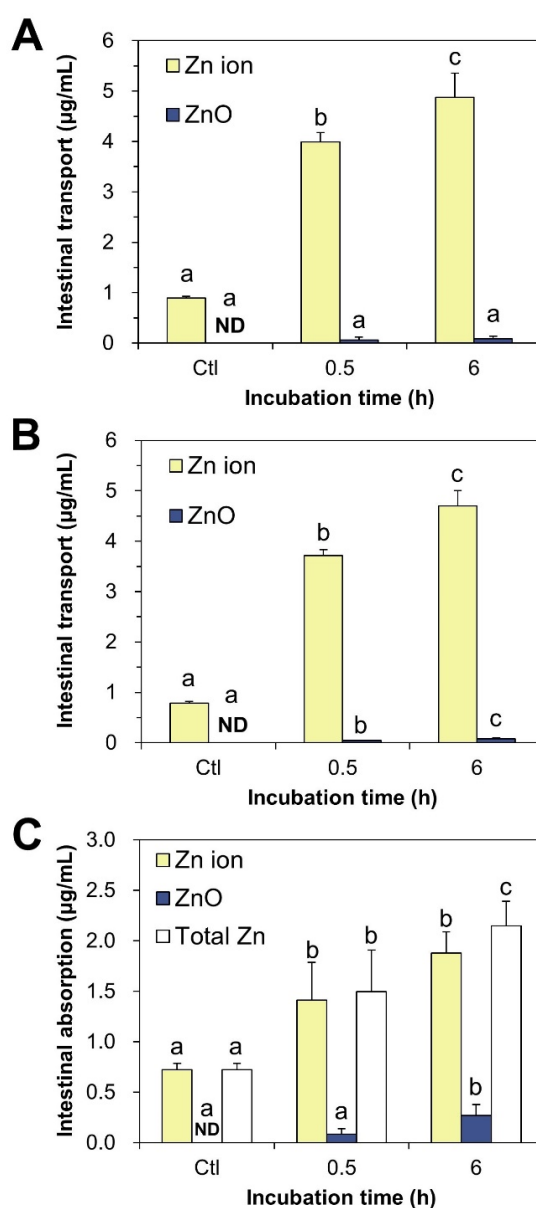 A
Intestinal transport (µg/mL)
6
5
4
3
2
1
0
Zn ion
ZnO
a
a
ND
b
a
c
a
Ctl
0.5
6
Incubation time (h)
B
Intestinal transport (µg/mL)
6
5
4
3
2
1
0
Zn ion
ZnO
a
a
ND
b
b
c
c
Ctl
0.5
6
Incubation time (h)
C
Intestinal absorption (µg/mL)
3.0
2.5
2.0
1.5
1.0
0.5
0.0
Zn ion
ZnO
Total Zn
a
a
ND
a
b
a
b
b
b
c
Ctl
0.5
6
Incubation time (h)